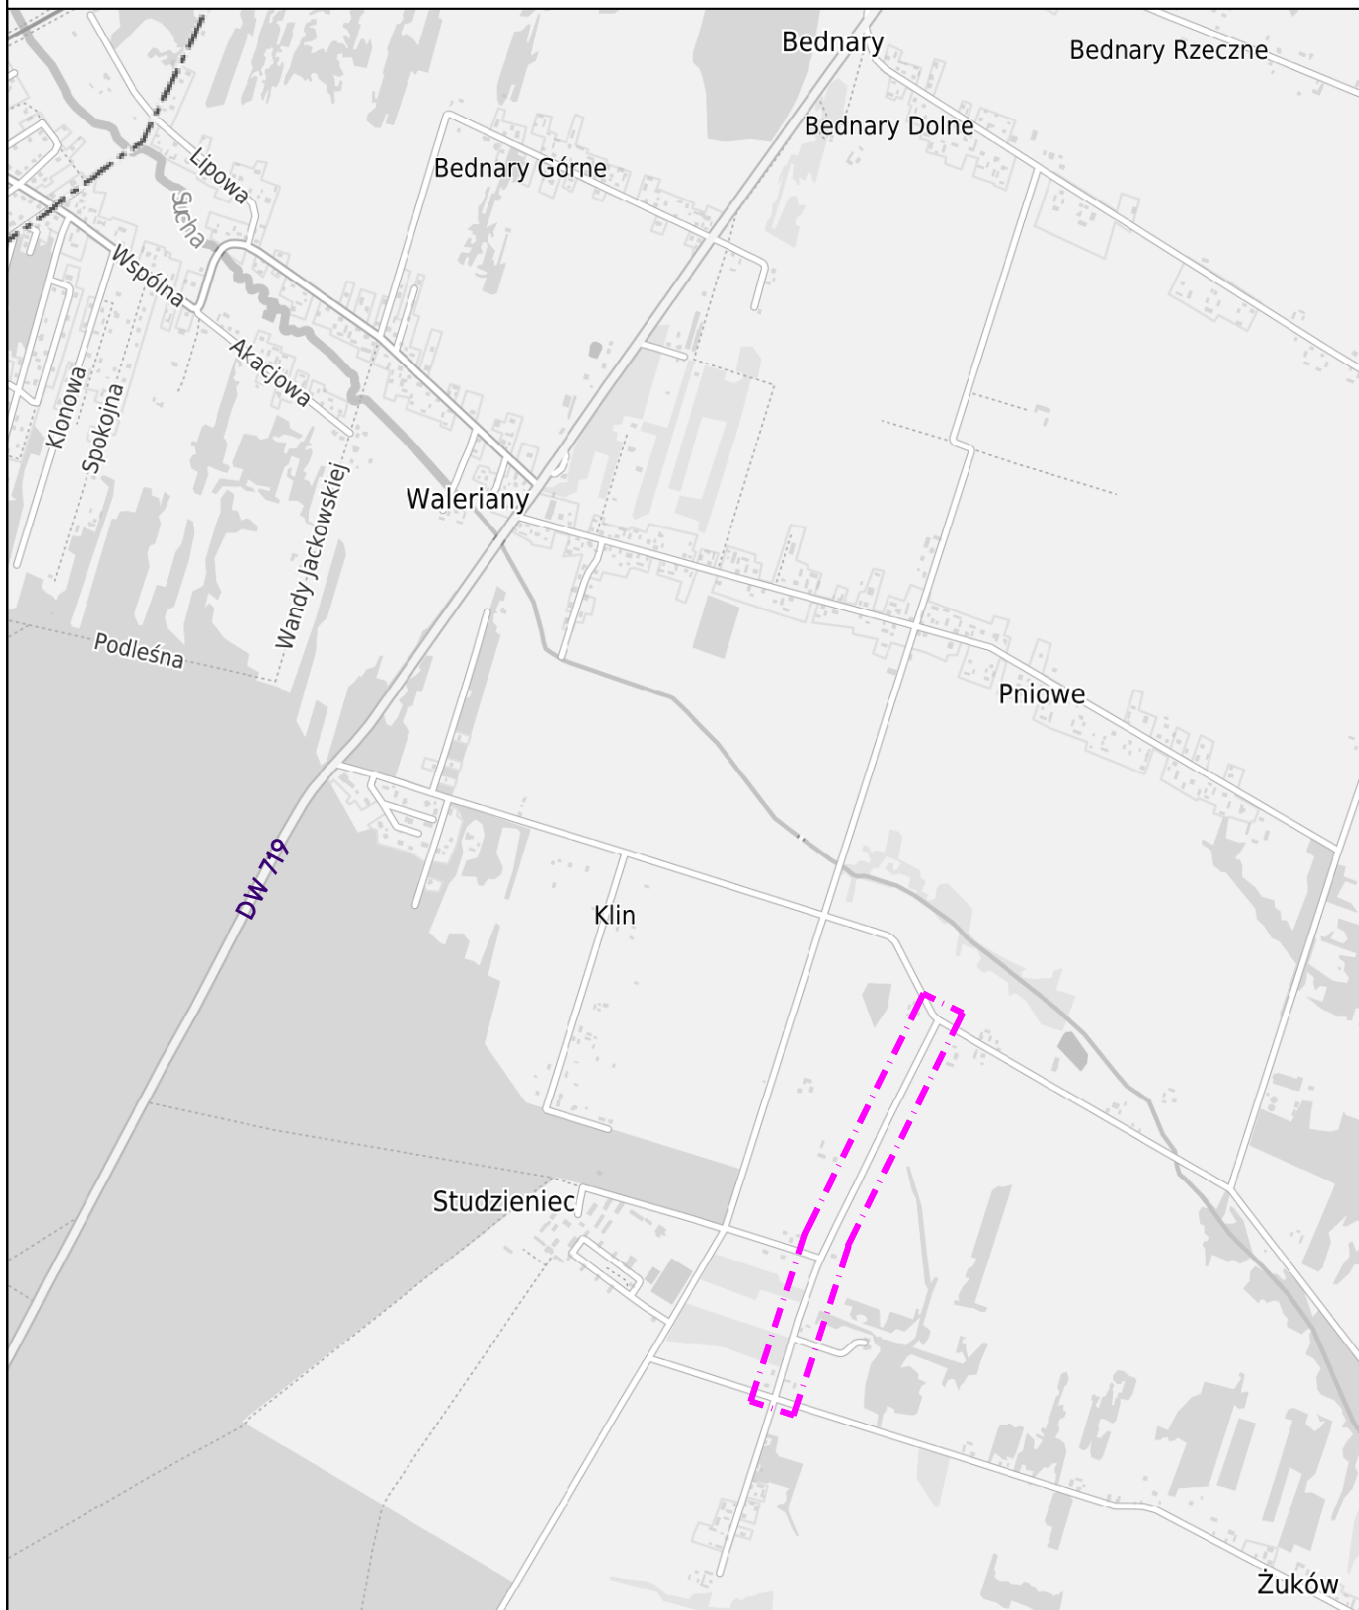 Bednary
Bednary Rzeczne
Bednary Dolne
Bednary Górne
Lipowa
Sucha
Wspólna
Akacjowa
Klonowa
Spokojna
Wandy Jackowskiej
Waleriany
Podleśna
Pniowe
DW 719
Klin
Studzieniec
Żuków